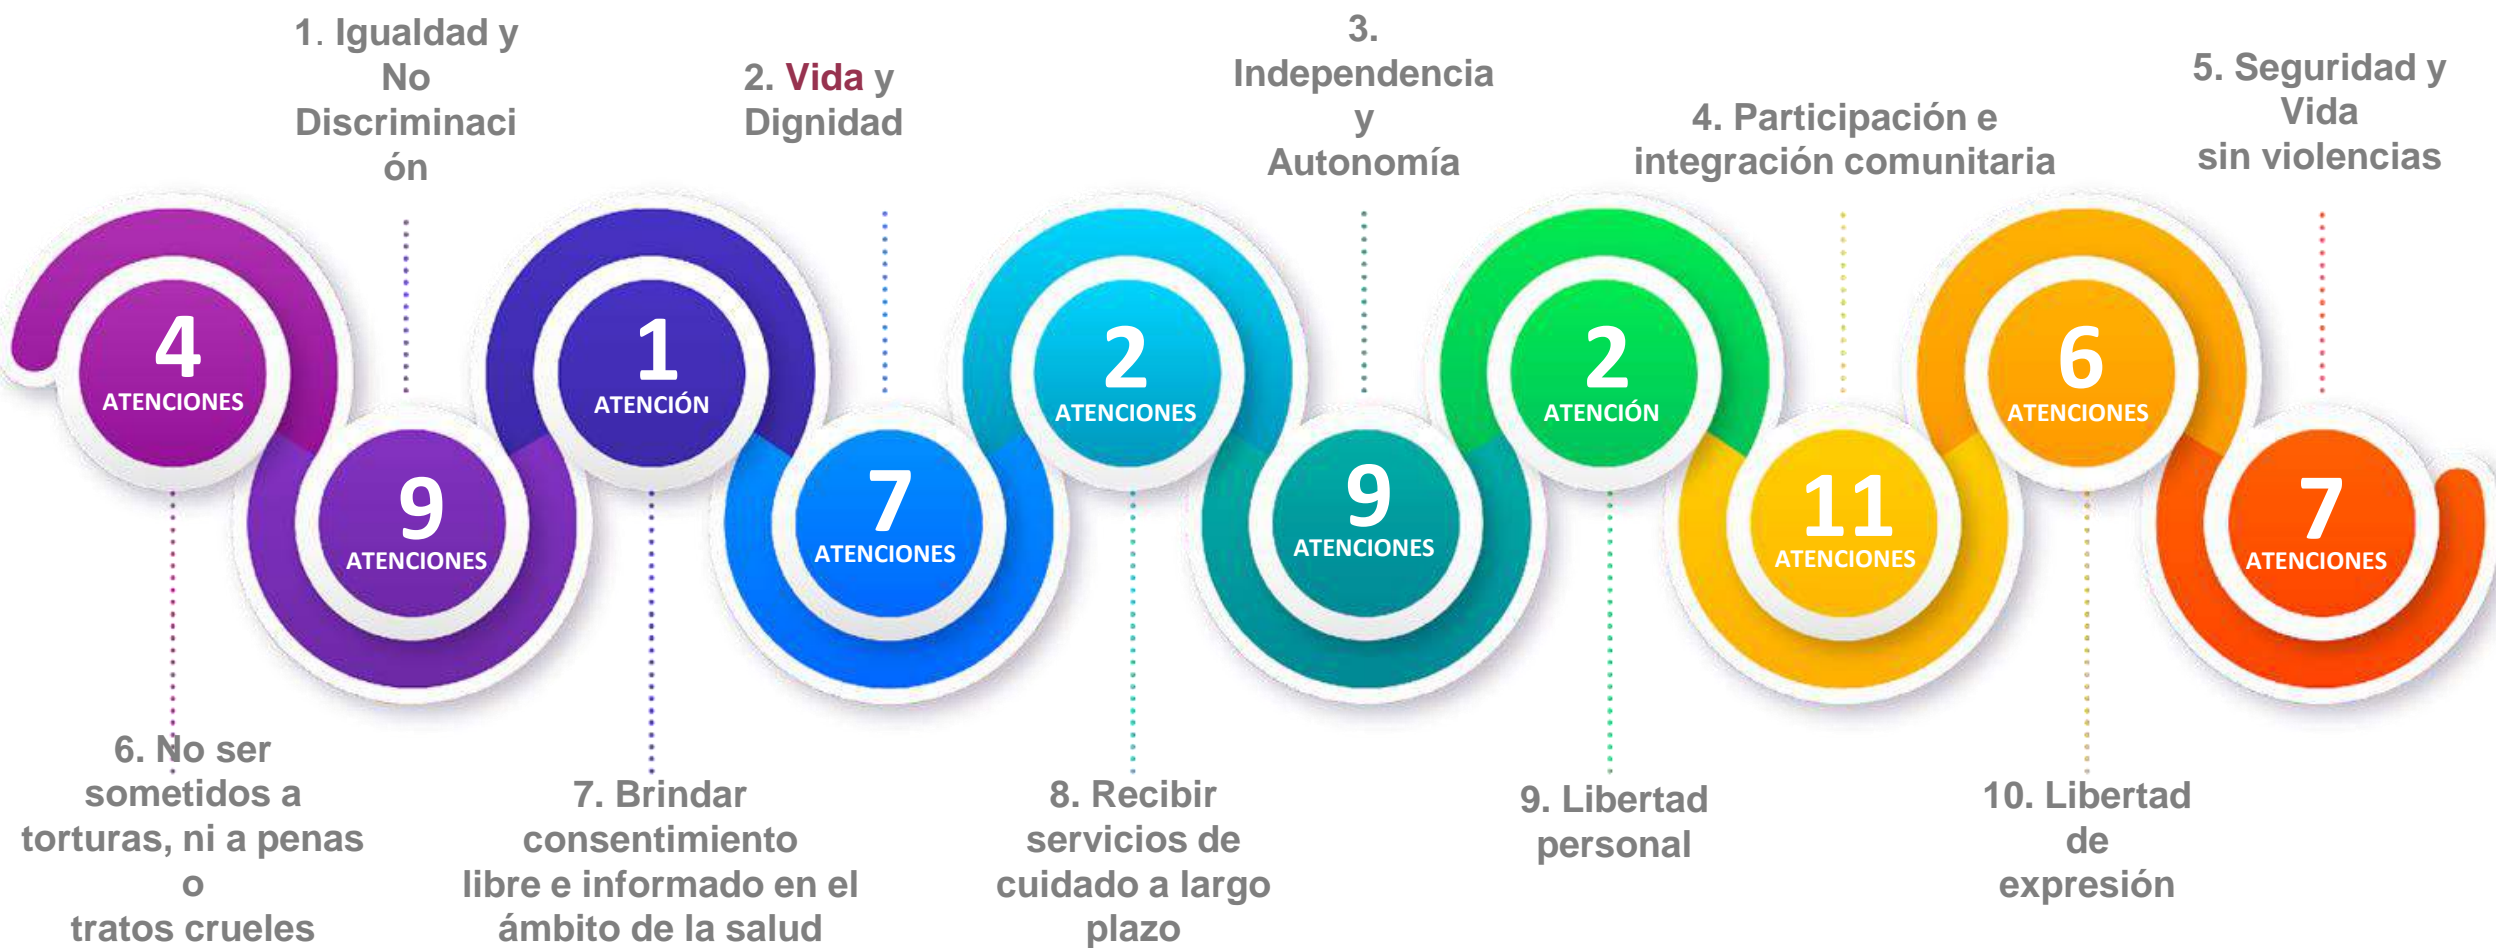 1. Igualdad y
No
Discriminaci
ón
2. Vida y
Dignidad
3.
Independencia
y
Autonomía
4. Participación e
integración comunitaria
5. Seguridad y
Vida
sin violencias
4
ATENCIONES
9
ATENCIONES
1
ATENCIÓN
7
ATENCIONES
2
ATENCIONES
9
ATENCIONES
2
ATENCIÓN
11
ATENCIONES
6
ATENCIONES
7
ATENCIONES
6. No ser
sometidos a
torturas, ni a penas
o
tratos crueles
7. Brindar
consentimiento
libre e informado en el
ámbito de la salud
8. Recibir
servicios de
cuidado a largo
plazo
9. Libertad
personal
10. Libertad
de
expresión